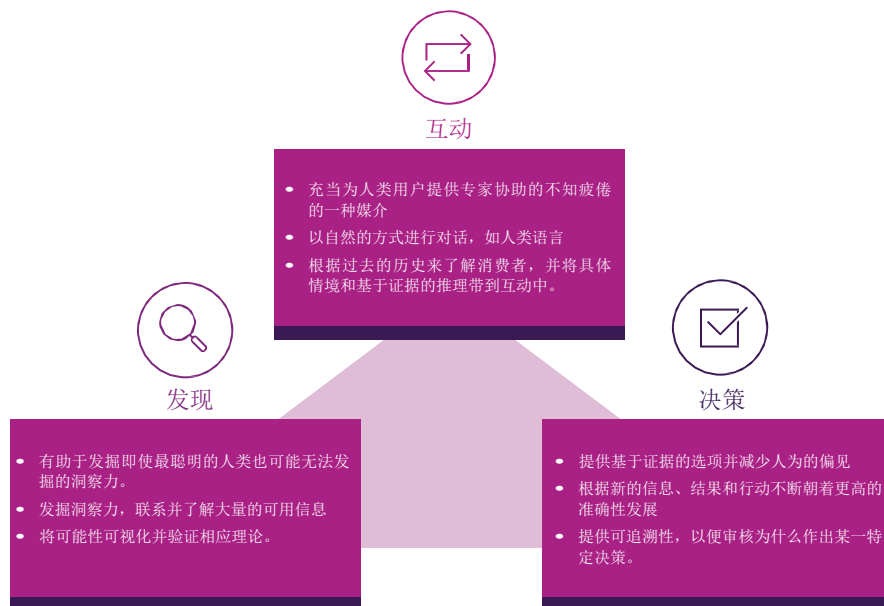 互动
• 充当为人类用户提供专家协助的不知疲倦
的一种媒介
• 以自然的方式进行对话，如人类语言
• 根据过去的历史来了解消费者，并将具体
情境和基于证据的推理带到互动中。
发现
• 有助于发掘即使最聪明的人类也可能无法发
掘的洞察力。
• 发掘洞察力，联系并了解大量的可用信息
• 将可能性可视化并验证相应理论。
决策
• 提供基于证据的选项并减少人为的偏见
• 根据新的信息、结果和行动不断朝着更高的
准确性发展
• 提供可追溯性，以便审核为什么作出某一特
定决策。